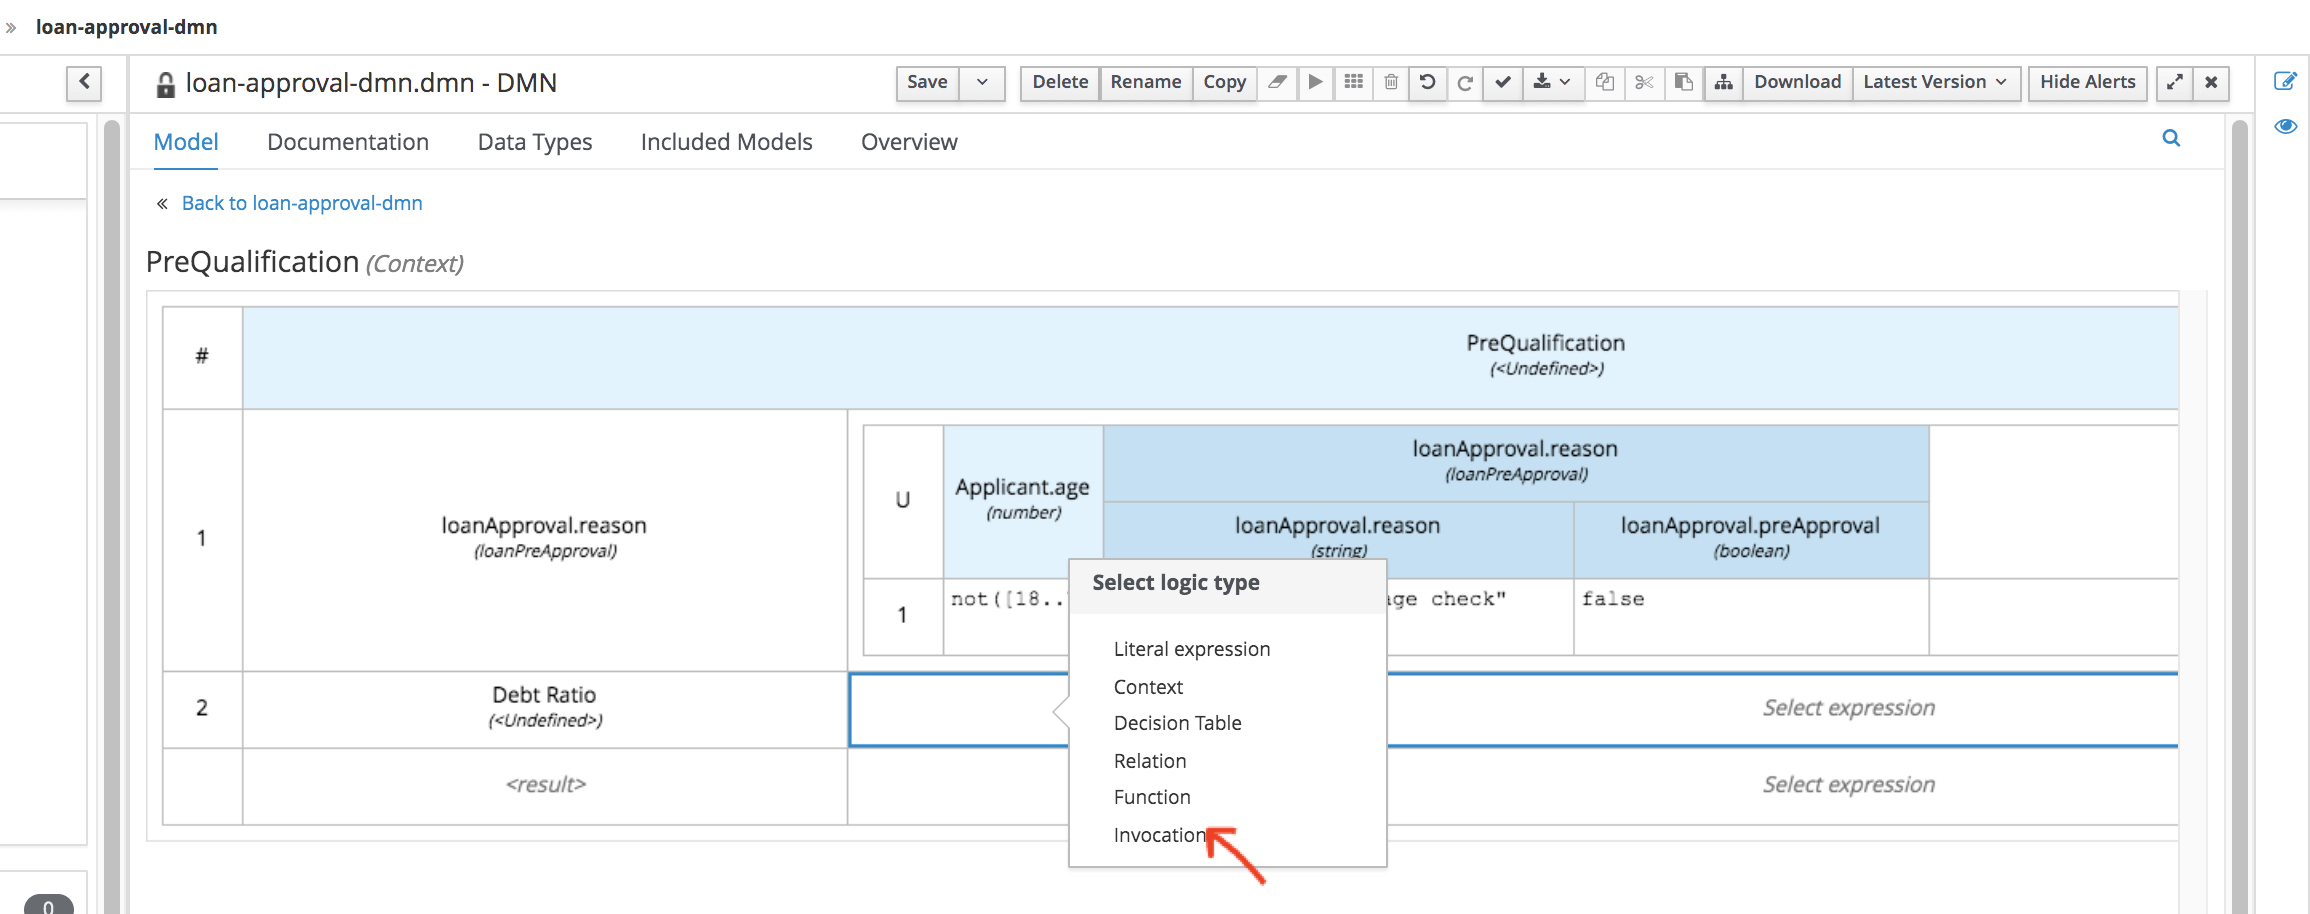 » loan-approval-dmn
loan-approval-dmn.dmn - DMN
Save Delete Rename Copy Download Latest Version Hide Alerts
Model Documentation Data Types Included Models Overview
« Back to loan-approval-dmn
PreQualification (Context)
# PreQualification
(<Undefined>)
1 loanApproval.reason
(loanPreApproval)
U Applicant.age
(number)
loanApproval.reason
(loanPreApproval)
loanApproval.reason
(string)
loanApproval.preApproval
(boolean)
1 not([18.. ge check" false
Select logic type
Literal expression
Context
Decision Table
Relation
Function
Invocation
2 Debt Ratio
(<Undefined>)
Select expression
<result> Select expression
0